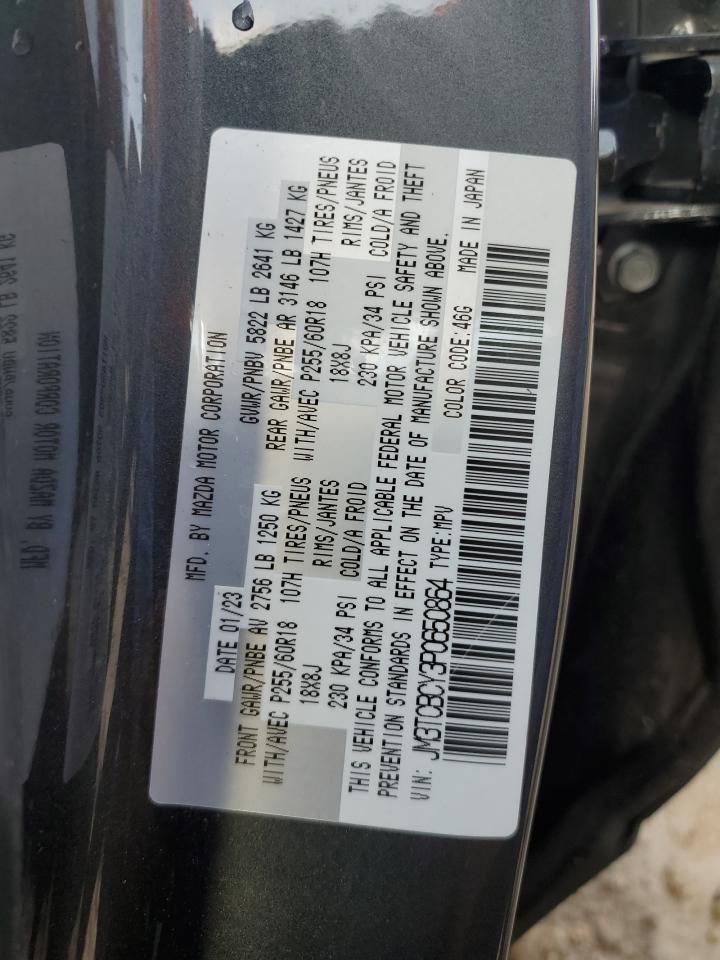 MFD. BY MAZDA MOTOR CORPORATION
DATE 01/23 GVWR/PNBV 5822 LB 2641 KG
FRONT GAWR/PNBE AV 2756 LB 1250 KG REAR GAWR/PNBE AR 3146 LB 1427 KG
WITH/AVEC P255/60R18 107H TIRES/PNEUS WITH/AVEC P255/60R18 107H TIRES/PNEUS
18X8J RIMS/JANTES 18X8J RIMS/JANTES
230 KPA/34 PSI COLD/A FROID 230 KPA/34 PSI COLD/A FROID
THIS VEHICLE CONFORMS TO ALL APPLICABLE FEDERAL MOTOR VEHICLE SAFETY AND THEFT
PREVENTION STANDARDS IN EFFECT ON THE DATE OF MANUFACTURE SHOWN ABOVE.
VIN: JM3TCBCY3P0650864 TYPE:MPV COLOR CODE:46G MADE IN JAPAN